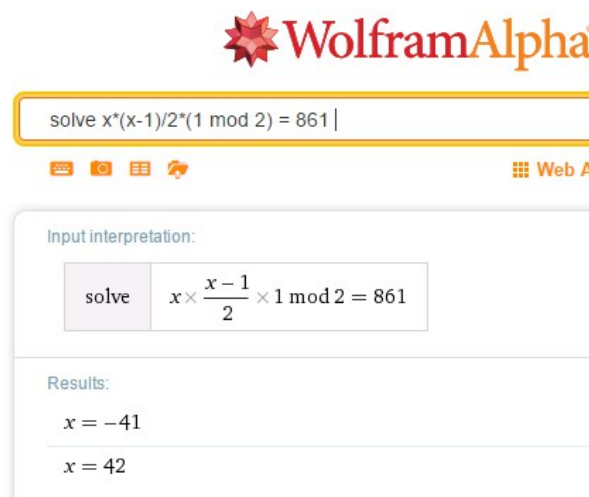 WolframAlpha
solve x*(x-1)/2*(1 mod 2) = 861
Web A
Input interpretation:
solve x × (x − 1)/2 × 1 mod 2 = 861
Results:
x = −41
x = 42